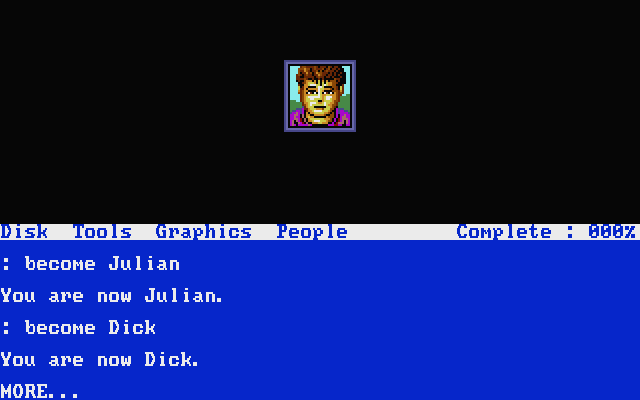 Disk Tools Graphics People Complete : 000%
: become Julian
You are now Julian.
: become Dick
You are now Dick.
MORE...